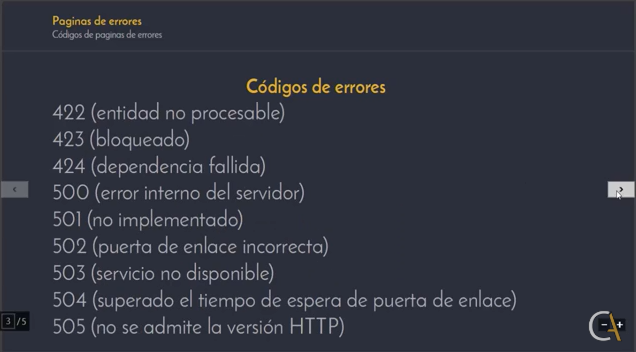 Paginas de errores
Códigos de paginas de errores
Códigos de errores
422 (entidad no procesable)
423 (bloqueado)
424 (dependencia fallida)
500 (error interno del servidor)
501 (no implementado)
502 (puerta de enlace incorrecta)
503 (servicio no disponible)
504 (superado el tiempo de espera de puerta de enlace)
505 (no se admite la versión HTTP)
3 /5
CA